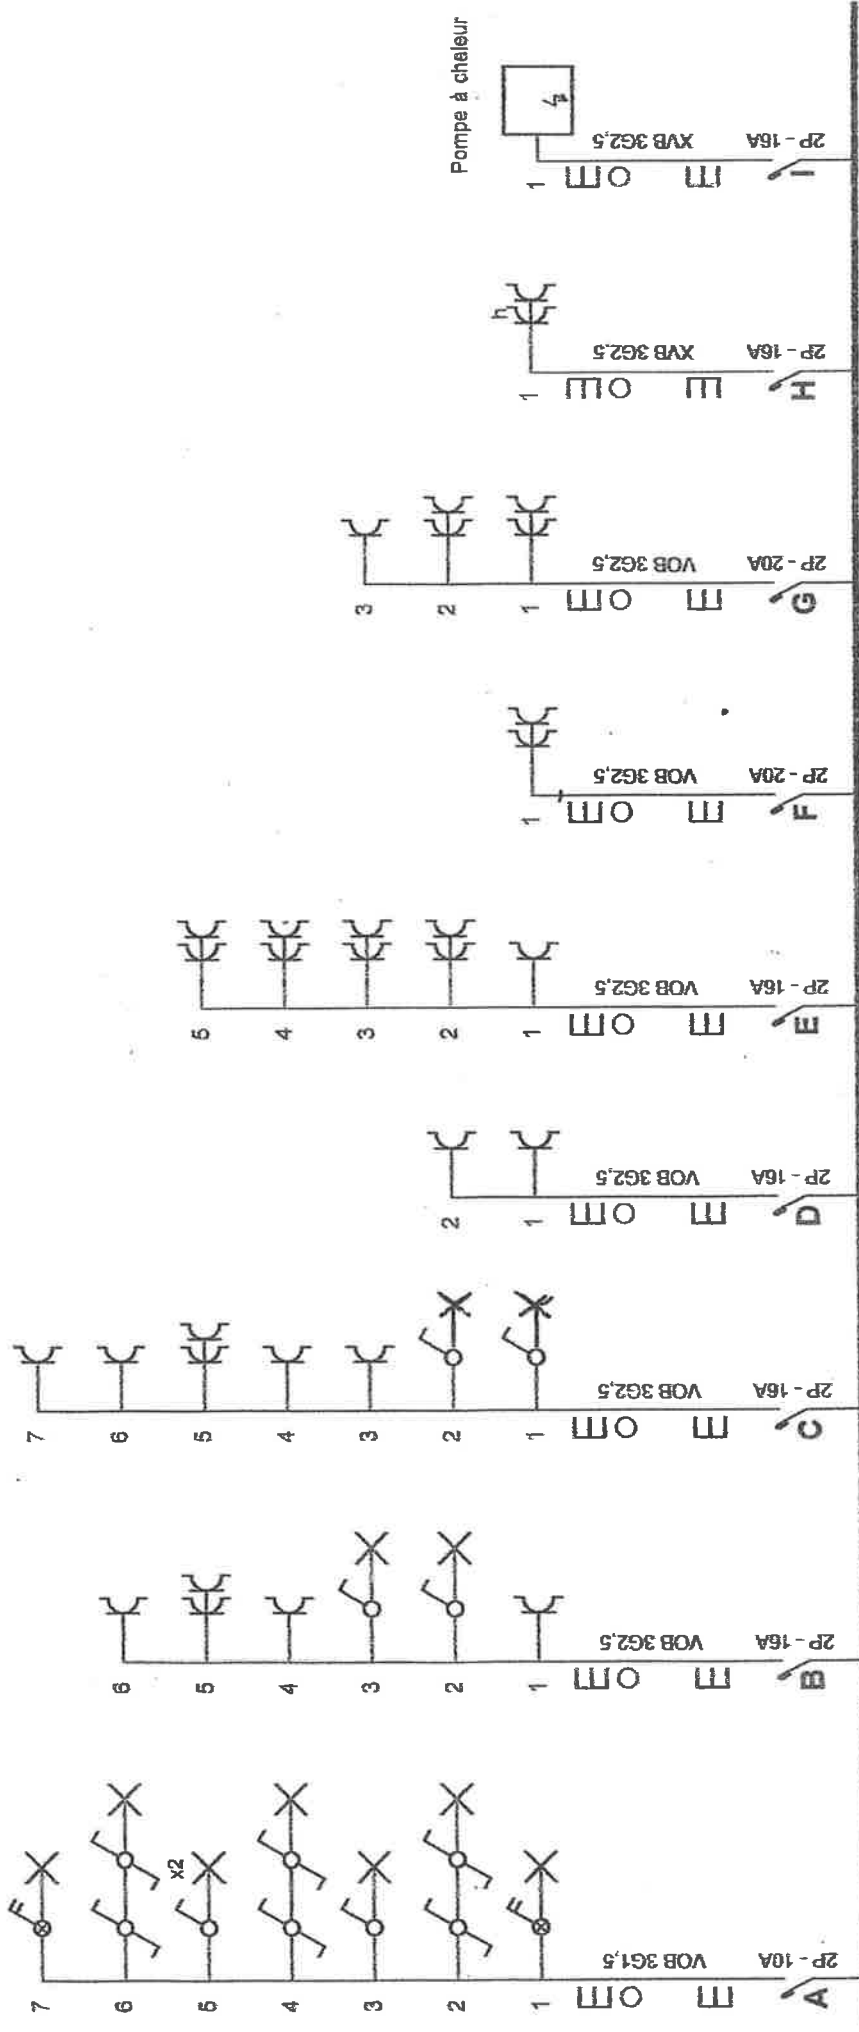 7
6
5
4
3
2
1
F
x2
F
VOB 3G1,5
2P - 10A
A
6
5
4
3
2
1
VOB 3G2,5
2P - 16A
B
7
6
5
4
3
2
1
VOB 3G2,5
2P - 16A
C
2
1
VOB 3G2,5
2P - 16A
D
5
4
3
2
1
VOB 3G2,5
2P - 16A
E
1
VOB 3G2,5
2P - 20A
F
3
2
1
VOB 3G2,5
2P - 20A
G
1
h
XVB 3G2,5
2P - 16A
H
Pompe à chaleur
1
XVB 3G2,5
2P - 16A
I